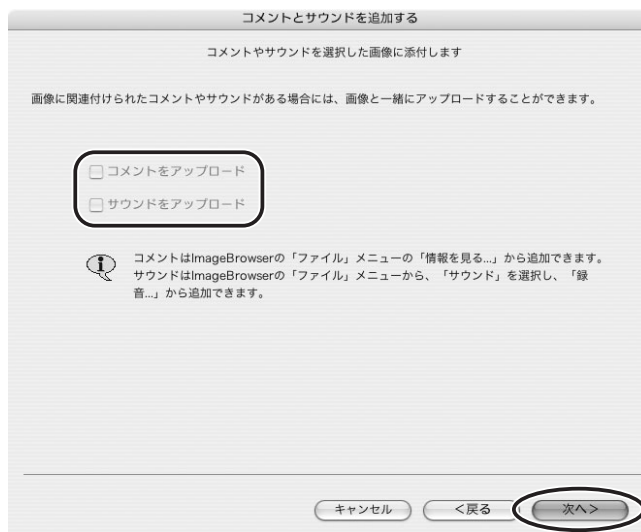 コメントとサウンドを追加する
コメントやサウンドを選択した画像に添付します
画像に関連付けられたコメントやサウンドがある場合には、画像と一緒にアップロードすることができます。
コメントをアップロード
サウンドをアップロード
コメントはImageBrowserの「ファイル」メニューの「情報を見る...」から追加できます。
サウンドはImageBrowserの「ファイル」メニューから、「サウンド」を選択し、「録
音...」から追加できます。
キャンセル <戻る 次へ>